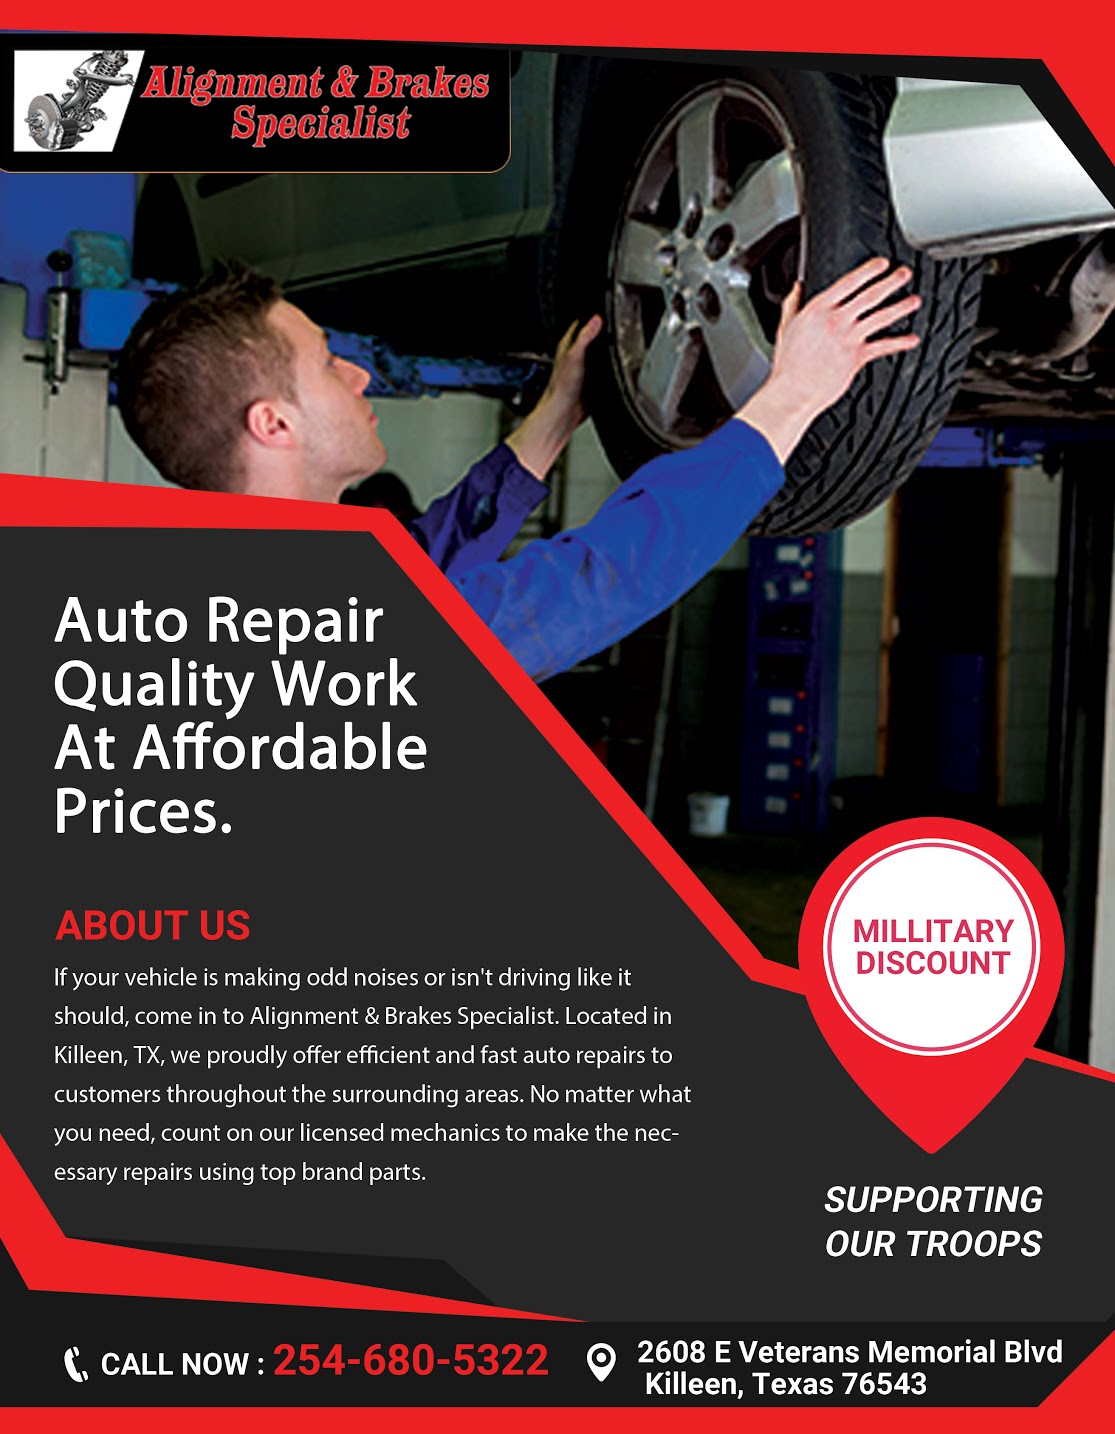 Alignment & Brakes
Specialist
Auto Repair
Quality Work
At Affordable
Prices.
ABOUT US
If your vehicle is making odd noises or isn't driving like it
should, come in to Alignment & Brakes Specialist. Located in
Killeen, TX, we proudly offer efficient and fast auto repairs to
customers throughout the surrounding areas. No matter what
you need, count on our licensed mechanics to make the nec-
essary repairs using top brand parts.
MILLITARY
DISCOUNT
SUPPORTING
OUR TROOPS
CALL NOW : 254-680-5322
2608 E Veterans Memorial Blvd
Killeen, Texas 76543